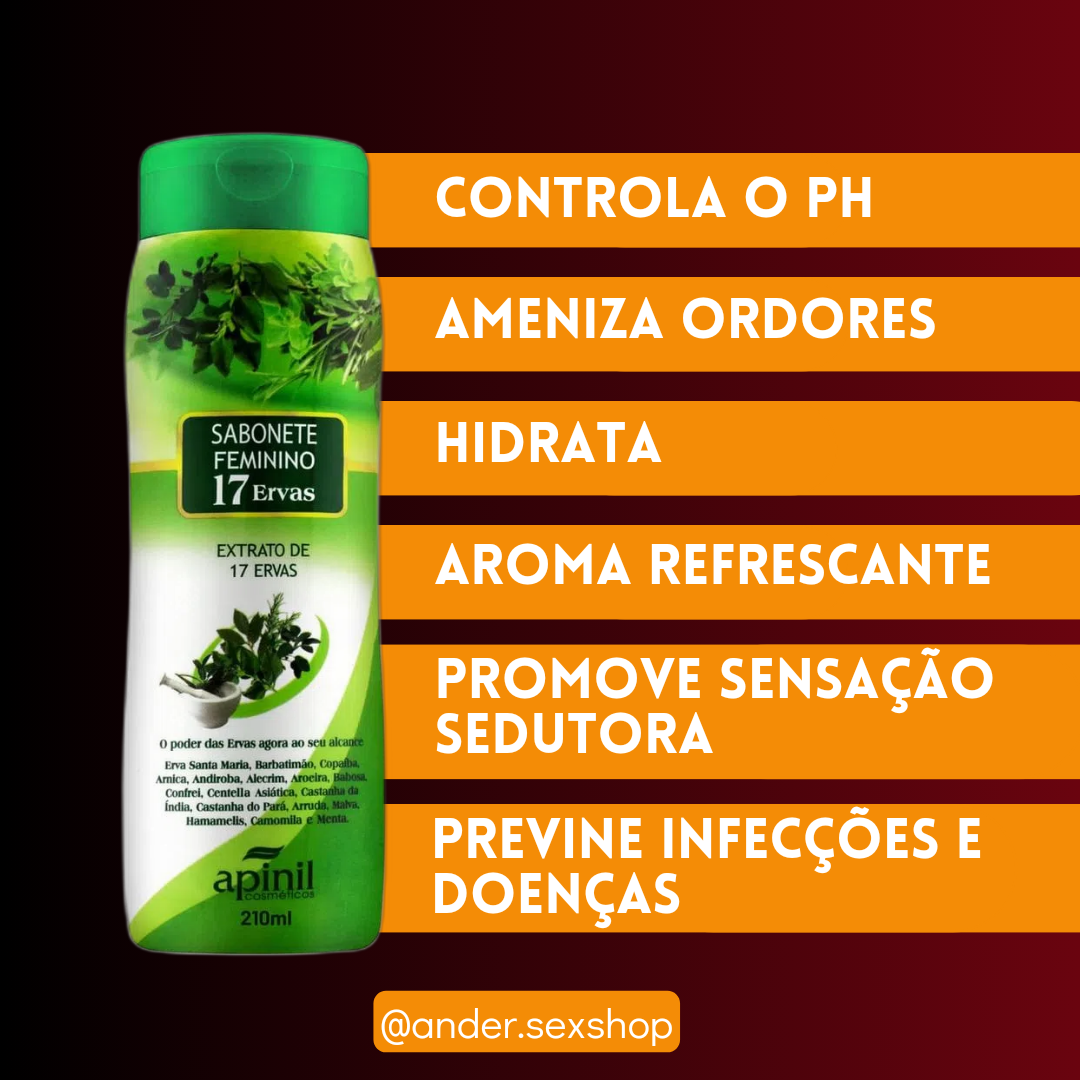 CONTROLA O PH
AMENIZA ORDORES
HIDRATA
AROMA REFRESCANTE
PROMOVE SENSAÇÃO
SEDUTORA
PREVINE INFECÇÕES E
DOENÇAS
SABONETE
FEMININO
17 Ervas
EXTRATO DE
17 ERVAS
O poder das Ervas agora ao seu alcance
Erva Santa Maria, Barbatimão, Copaíba,
Arnica, Andiroba, Alecrim, Aroeira, Babosa,
Confrei, Centella Asiática, Castanha da
Índia, Castanha do Pará, Arruda, Malva,
Hamamelis, Camomila e Menta.
apinil
cosméticos
210ml
@ander.sexshop